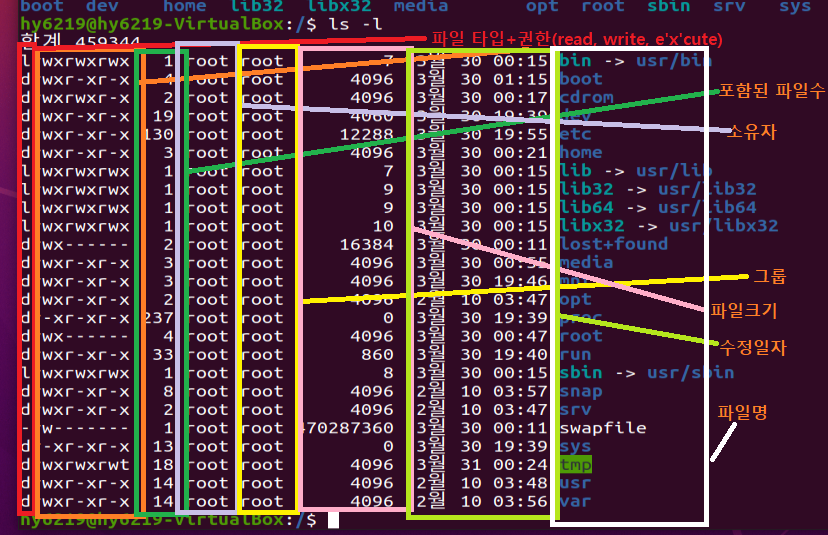 boot dev home lib32 libx32 media opt root sbin srv sys
hy6219@hy6219-VirtualBox:/$ ls -l
파일 타입+권한(read, write, e'x'cute)
합계 459344
lrwxrwxrwx 1 root root 7 3월 30 00:15 bin -> usr/bin
drwxr-xr-x 4 root root 4096 3월 30 01:15 boot
drwxrwxr-x 2 root root 4096 3월 30 00:17 cdrom
포함된 파일수
drwxr-xr-x 19 root root 4060 3월 30 19:39 dev
소유자
drwxr-xr-x 130 root root 12288 3월 30 19:55 etc
drwxr-xr-x 3 root root 4096 3월 30 00:21 home
lrwxrwxrwx 1 root root 7 3월 30 00:15 lib -> usr/lib
lrwxrwxrwx 1 root root 9 3월 30 00:15 lib32 -> usr/lib32
lrwxrwxrwx 1 root root 9 3월 30 00:15 lib64 -> usr/lib64
lrwxrwxrwx 1 root root 10 3월 30 00:15 libx32 -> usr/libx32
drwx------ 2 root root 16384 3월 30 00:11 lost+found
drwxr-xr-x 3 root root 4096 3월 30 media
그룹
drwxr-xr-x 3 root root 4096 3월 30 19:46 mnt
drwxr-xr-x 2 root root 4096 2월 10 03:47 opt
파일크기
dr-xr-xr-x 237 root root 0 3월 30 19:39 proc
drwx------ 4 root root 4096 3월 30 00:47 root
수정일자
drwxr-xr-x 33 root root 860 3월 30 19:40 run
lrwxrwxrwx 1 root root 8 3월 30 00:15 sbin -> usr/sbin
drwxr-xr-x 8 root root 4096 2월 10 03:57 snap
drwxr-xr-x 2 root root 4096 2월 10 03:47 srv
파일명
-rw------- 1 root root 470287360 3월 30 00:11 swapfile
dr-xr-xr-x 13 root root 0 3월 30 19:39 sys
drwxrwxrwt 18 root root 4096 3월 31 00:24 tmp
drwxr-xr-x 14 root root 4096 2월 10 03:48 usr
drwxr-xr-x 14 root root 4096 2월 10 03:56 var
hy6219@hy6219-VirtualBox:/$